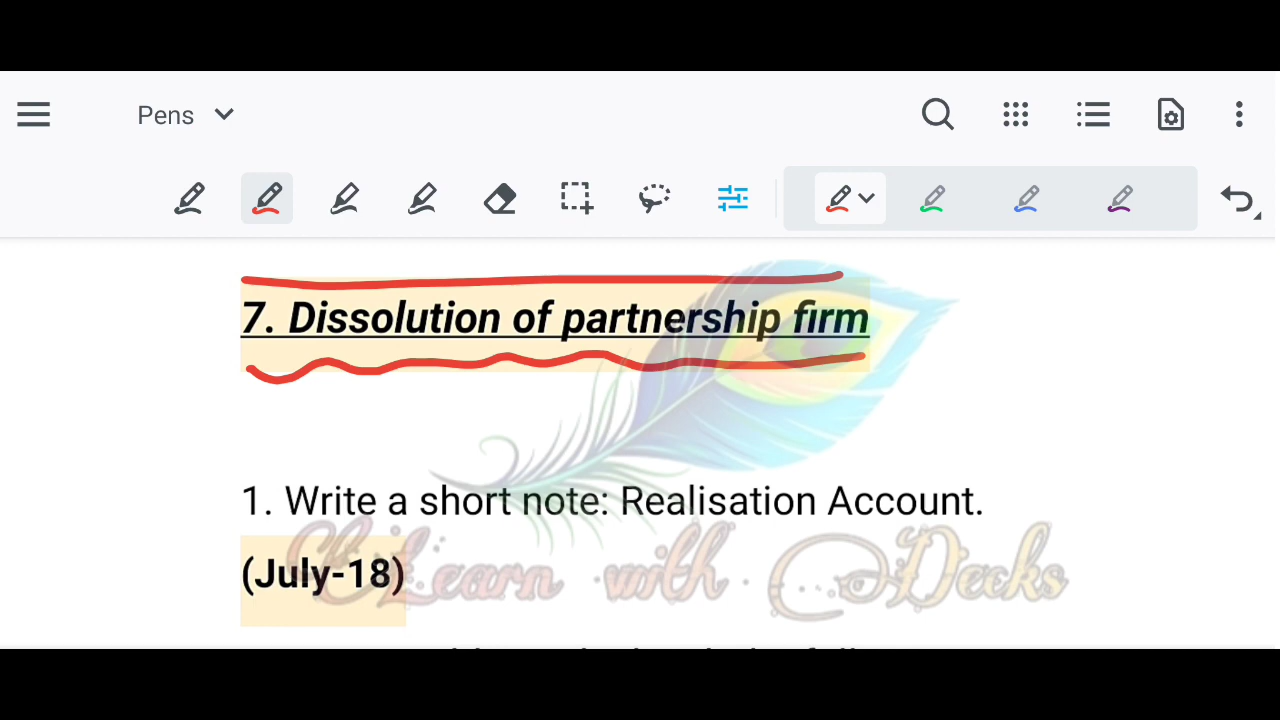 Pens
7. Dissolution of partnership firm
1. Write a short note: Realisation Account.
(July-18)
Learn with Decks